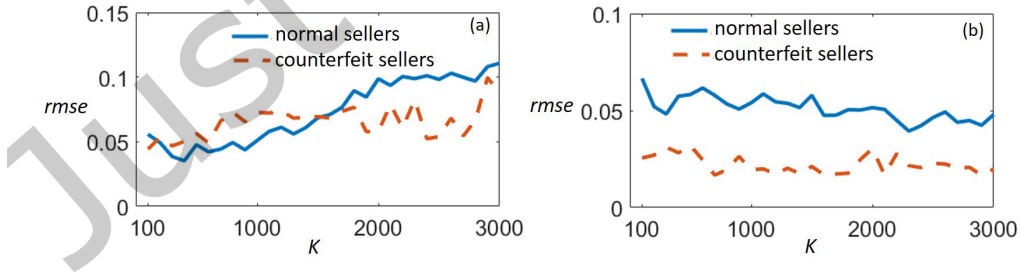 0.15
(a)
normal sellers
counterfeit sellers
0.1
rmse
0.05
0
100
1000
2000
3000
K
Just
0.1
(b)
normal sellers
counterfeit sellers
rmse
0.05
0
100
1000
2000
3000
K